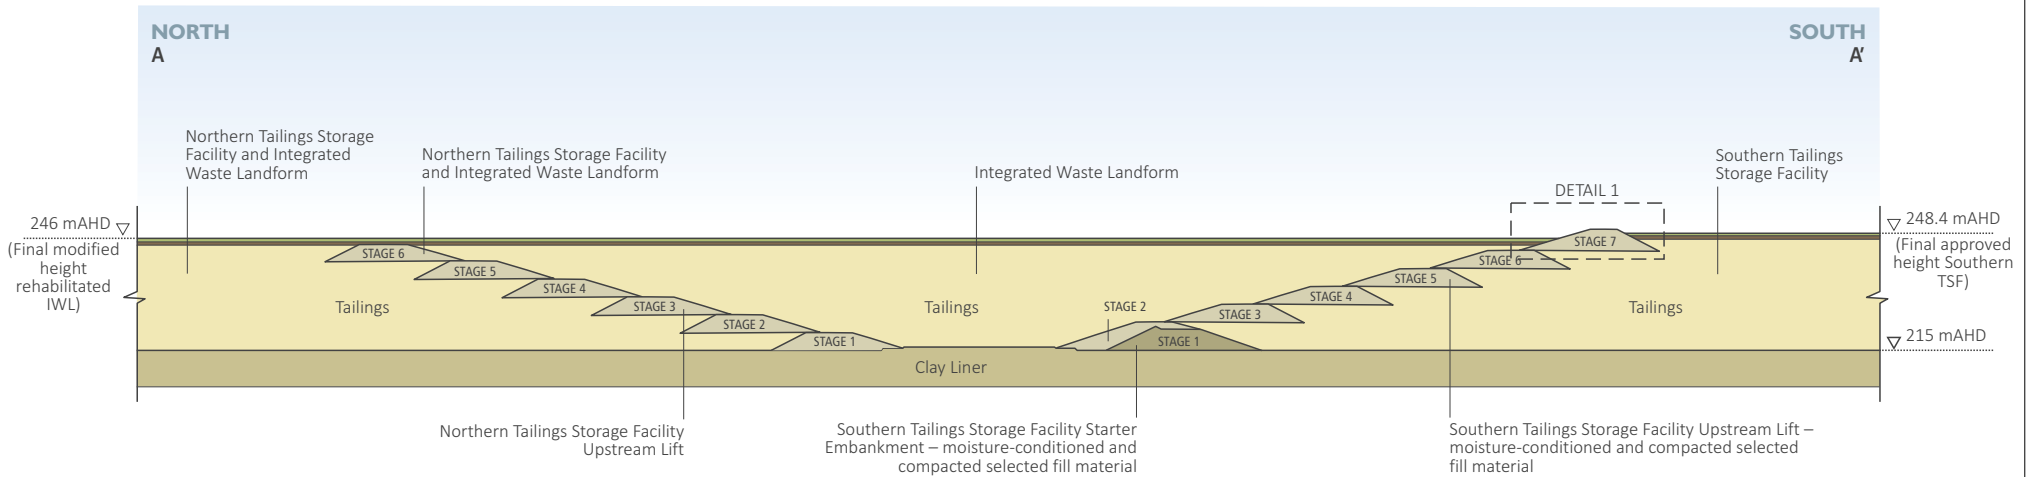 NORTH
A
SOUTH
A'
Northern Tailings Storage
Facility and Integrated
Waste Landform
Northern Tailings Storage Facility
and Integrated Waste Landform
Integrated Waste Landform
Southern Tailings
Storage Facility
DETAIL 1
246 mAHD
(Final modified
height
rehabilitated
IWL)
248.4 mAHD
(Final approved
height Southern
TSF)
215 mAHD
STAGE 6
STAGE 5
STAGE 4
STAGE 3
STAGE 2
STAGE 1
STAGE 7
STAGE 6
STAGE 5
STAGE 4
STAGE 3
STAGE 2
STAGE 1
Tailings
Tailings
Tailings
Clay Liner
Northern Tailings Storage Facility
Upstream Lift
Southern Tailings Storage Facility Starter
Embankment – moisture-conditioned and
compacted selected fill material
Southern Tailings Storage Facility Upstream Lift –
moisture-conditioned and compacted selected
fill material